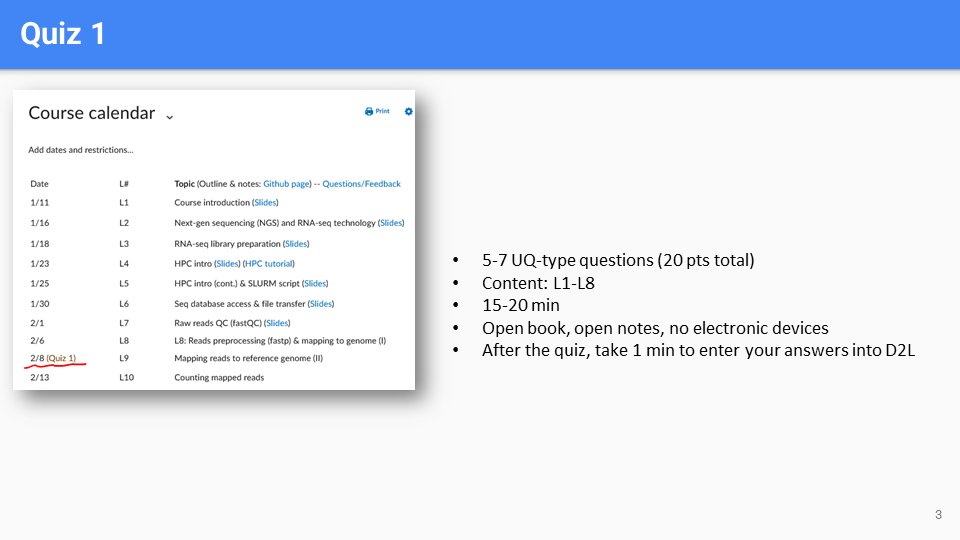 Quiz 1
Course calendar
Print
Add dates and restrictions...
Date L# Topic (Outline & notes: Github page) -- Questions/Feedback
1/11 L1 Course introduction (Slides)
1/16 L2 Next-gen sequencing (NGS) and RNA-seq technology (Slides)
1/18 L3 RNA-seq library preparation (Slides)
1/23 L4 HPC intro (Slides) (HPC tutorial)
1/25 L5 HPC intro (cont.) & SLURM script (Slides)
1/30 L6 Seq database access & file transfer (Slides)
2/1 L7 Raw reads QC (fastQC) (Slides)
2/6 L8 L8: Reads preprocessing (fastp) & mapping to genome (I)
2/8 (Quiz 1) L9 Mapping reads to reference genome (II)
2/13 L10 Counting mapped reads
• 5-7 UQ-type questions (20 pts total)
• Content: L1-L8
• 15-20 min
• Open book, open notes, no electronic devices
• After the quiz, take 1 min to enter your answers into D2L
3